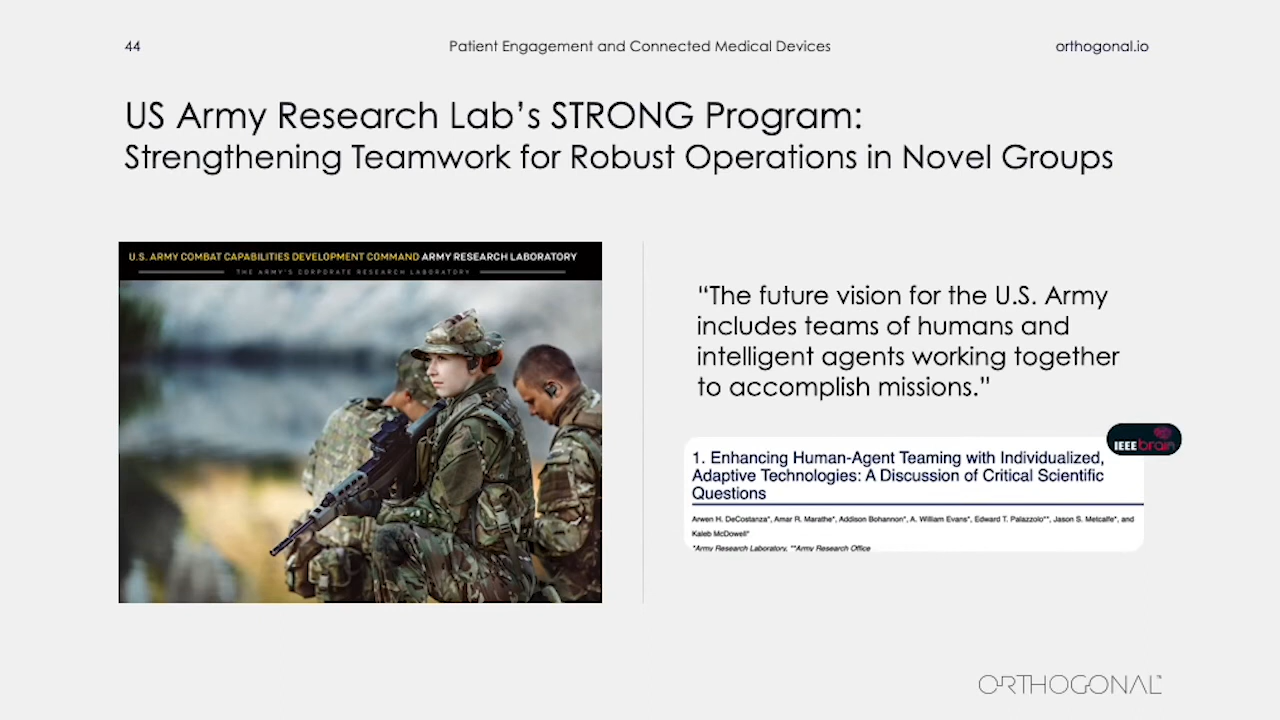 44
Patient Engagement and Connected Medical Devices
orthogonal.io
US Army Research Lab’s STRONG Program:
Strengthening Teamwork for Robust Operations in Novel Groups
U.S. ARMY COMBAT CAPABILITIES DEVELOPMENT COMMAND ARMY RESEARCH LABORATORY
THE ARMY'S CORPORATE RESEARCH LABORATORY
“The future vision for the U.S. Army
includes teams of humans and
intelligent agents working together
to accomplish missions.”
IEEE brain
1. Enhancing Human-Agent Teaming with Individualized,
Adaptive Technologies: A Discussion of Critical Scientific
Questions
Arwen H. DeCostanza*, Amar R. Marathe*, Addison Bohannon*, A. William Evans*, Edward T. Palazzolo**, Jason S. Metcalfe*, and
Kaleb McDowell*
*Army Research Laboratory, **Army Research Office
ORTHOGONAL™